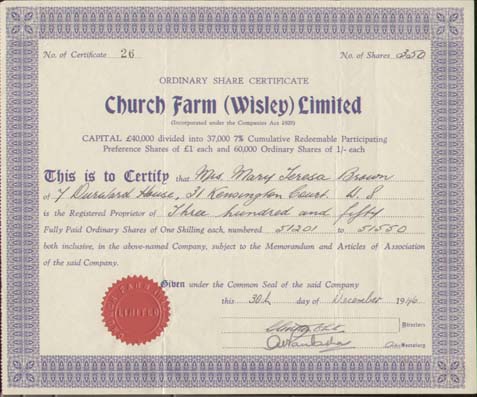 No. of Certificate 26 No. of Shares 350
ORDINARY SHARE CERTIFICATE
Church Farm (Wisley) Limited
(Incorporated under the Companies Act 1929)
CAPITAL £40,000 divided into 37,000 7% Cumulative Redeemable Participating
Preference Shares of £1 each and 60,000 Ordinary Shares of 1/- each
This is to Certify that Mrs. Mary Teresa Brown
of 7 Durward House, 31 Kensington Court. W. 8
is the Registered Proprietor of Three hundred and fifty
Fully Paid Ordinary Shares of One Shilling each, numbered 51201 to 51550
both inclusive, in the above-named Company, subject to the Memorandum and Articles of Association
of the said Company.
Given under the Common Seal of the said Company
this 30th day of December 1946.
Directors
Secretary
LIMITED